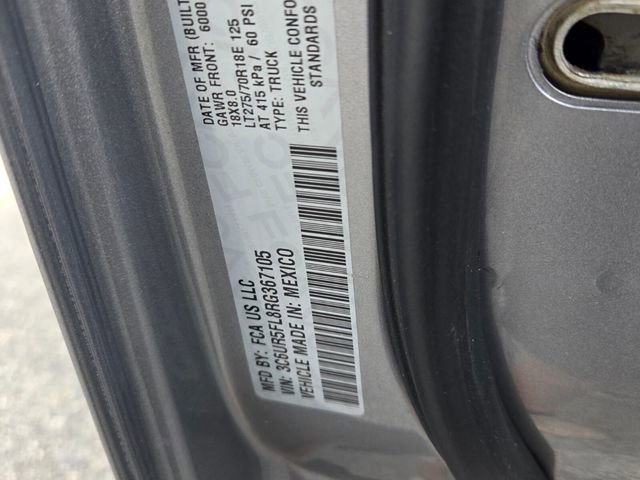 MFD BY: FCA US LLC
DATE OF MFR (BUILT
GAWR FRONT: 6000
18X8.0
LT275/70R18E 125
AT 415 kPa / 60 PSI
TYPE: TRUCK
THIS VEHICLE CONFO
STANDARDS
VIN: 3C6UR5FL8RG367105
VEHICLE MADE IN: MEXICO